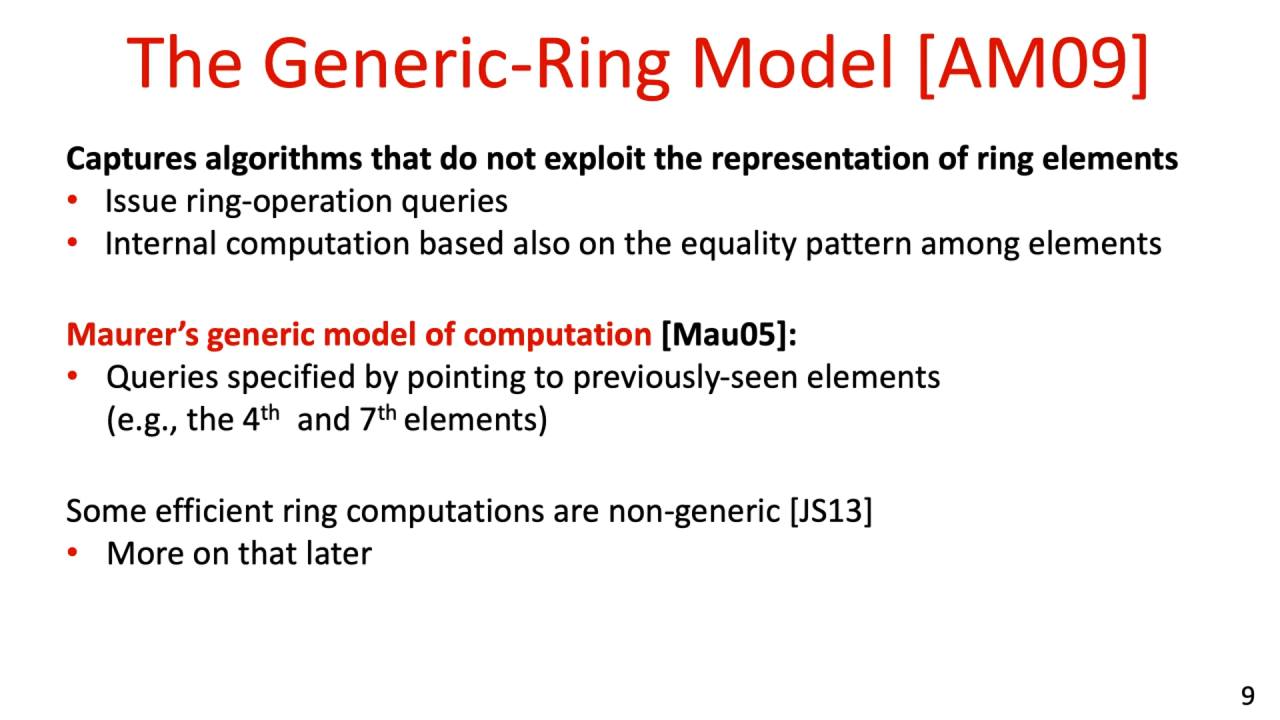 The Generic-Ring Model [AM09]
Captures algorithms that do not exploit the representation of ring elements
• Issue ring-operation queries
• Internal computation based also on the equality pattern among elements
Maurer’s generic model of computation [Mau05]:
• Queries specified by pointing to previously-seen elements
(e.g., the 4th and 7th elements)
Some efficient ring computations are non-generic [JS13]
• More on that later
9